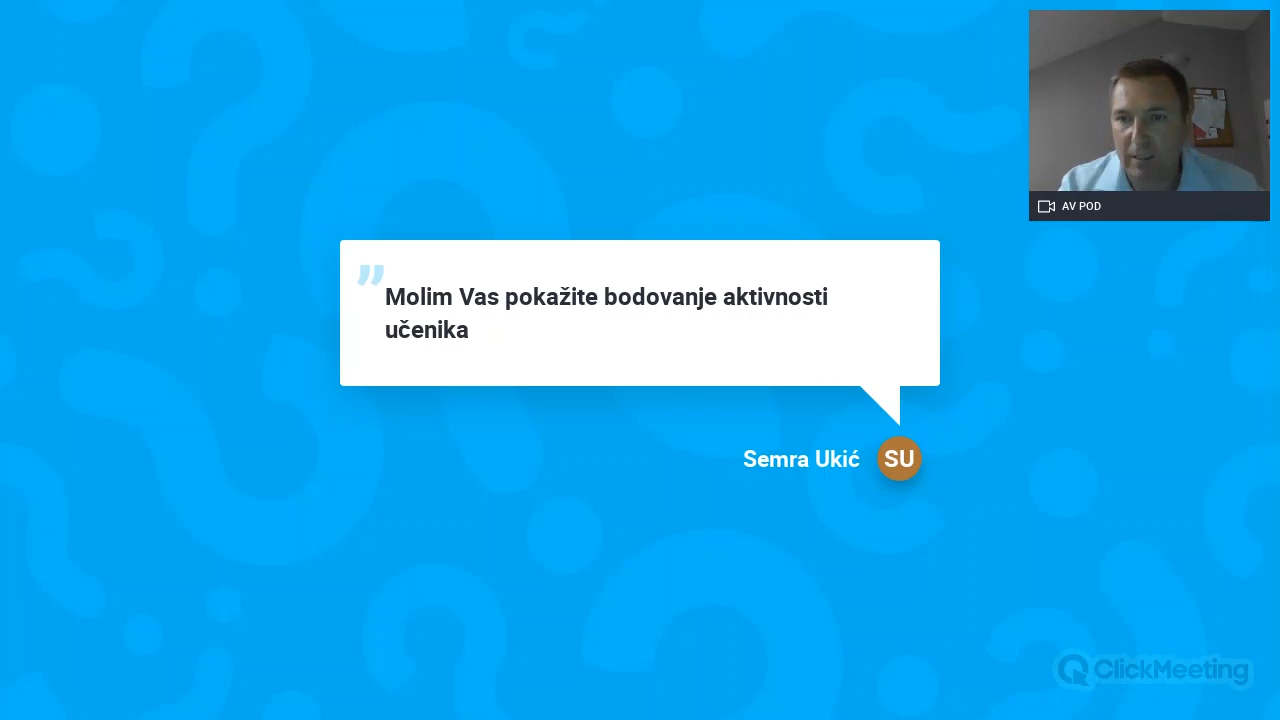 AV POD
"
Molim Vas pokažite bodovanje aktivnosti
učenika
Semra Ukić SU
ClickMeeting